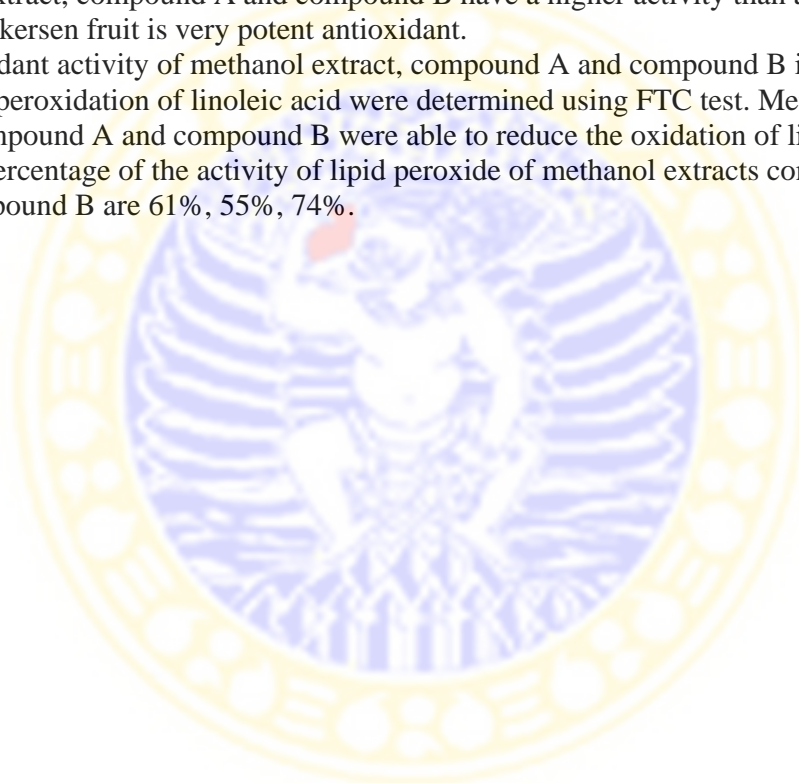 extract, compound A and compound B have a higher activity than
kersen fruit is very potent antioxidant.
dant activity of methanol extract, compound A and compound B i
peroxidation of linoleic acid were determined using FTC test. Me
mpound A and compound B were able to reduce the oxidation of li
ercentage of the activity of lipid peroxide of methanol extracts co
pound B are 61%, 55%, 74%.